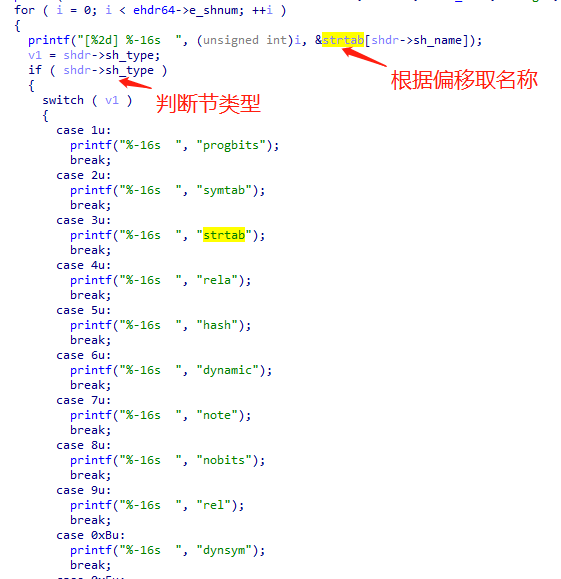 for ( i = 0; i < ehdr64->e_shnum; ++i )
{
printf("[%2d] %-16s  ", (unsigned int)i, &strtab[shdr->sh_name]);
v1 = shdr->sh_type;
根据偏移取名称
if ( shdr->sh_type )
判断节类型
{
switch ( v1 )
{
case 1u:
printf("%-16s  ", "progbits");
break;
case 2u:
printf("%-16s  ", "symtab");
break;
case 3u:
printf("%-16s  ", "strtab");
break;
case 4u:
printf("%-16s  ", "rela");
break;
case 5u:
printf("%-16s  ", "hash");
break;
case 6u:
printf("%-16s  ", "dynamic");
break;
case 7u:
printf("%-16s  ", "note");
break;
case 8u:
printf("%-16s  ", "nobits");
break;
case 9u:
printf("%-16s  ", "rel");
break;
case 0xBu:
printf("%-16s  ", "dynsym");
break;